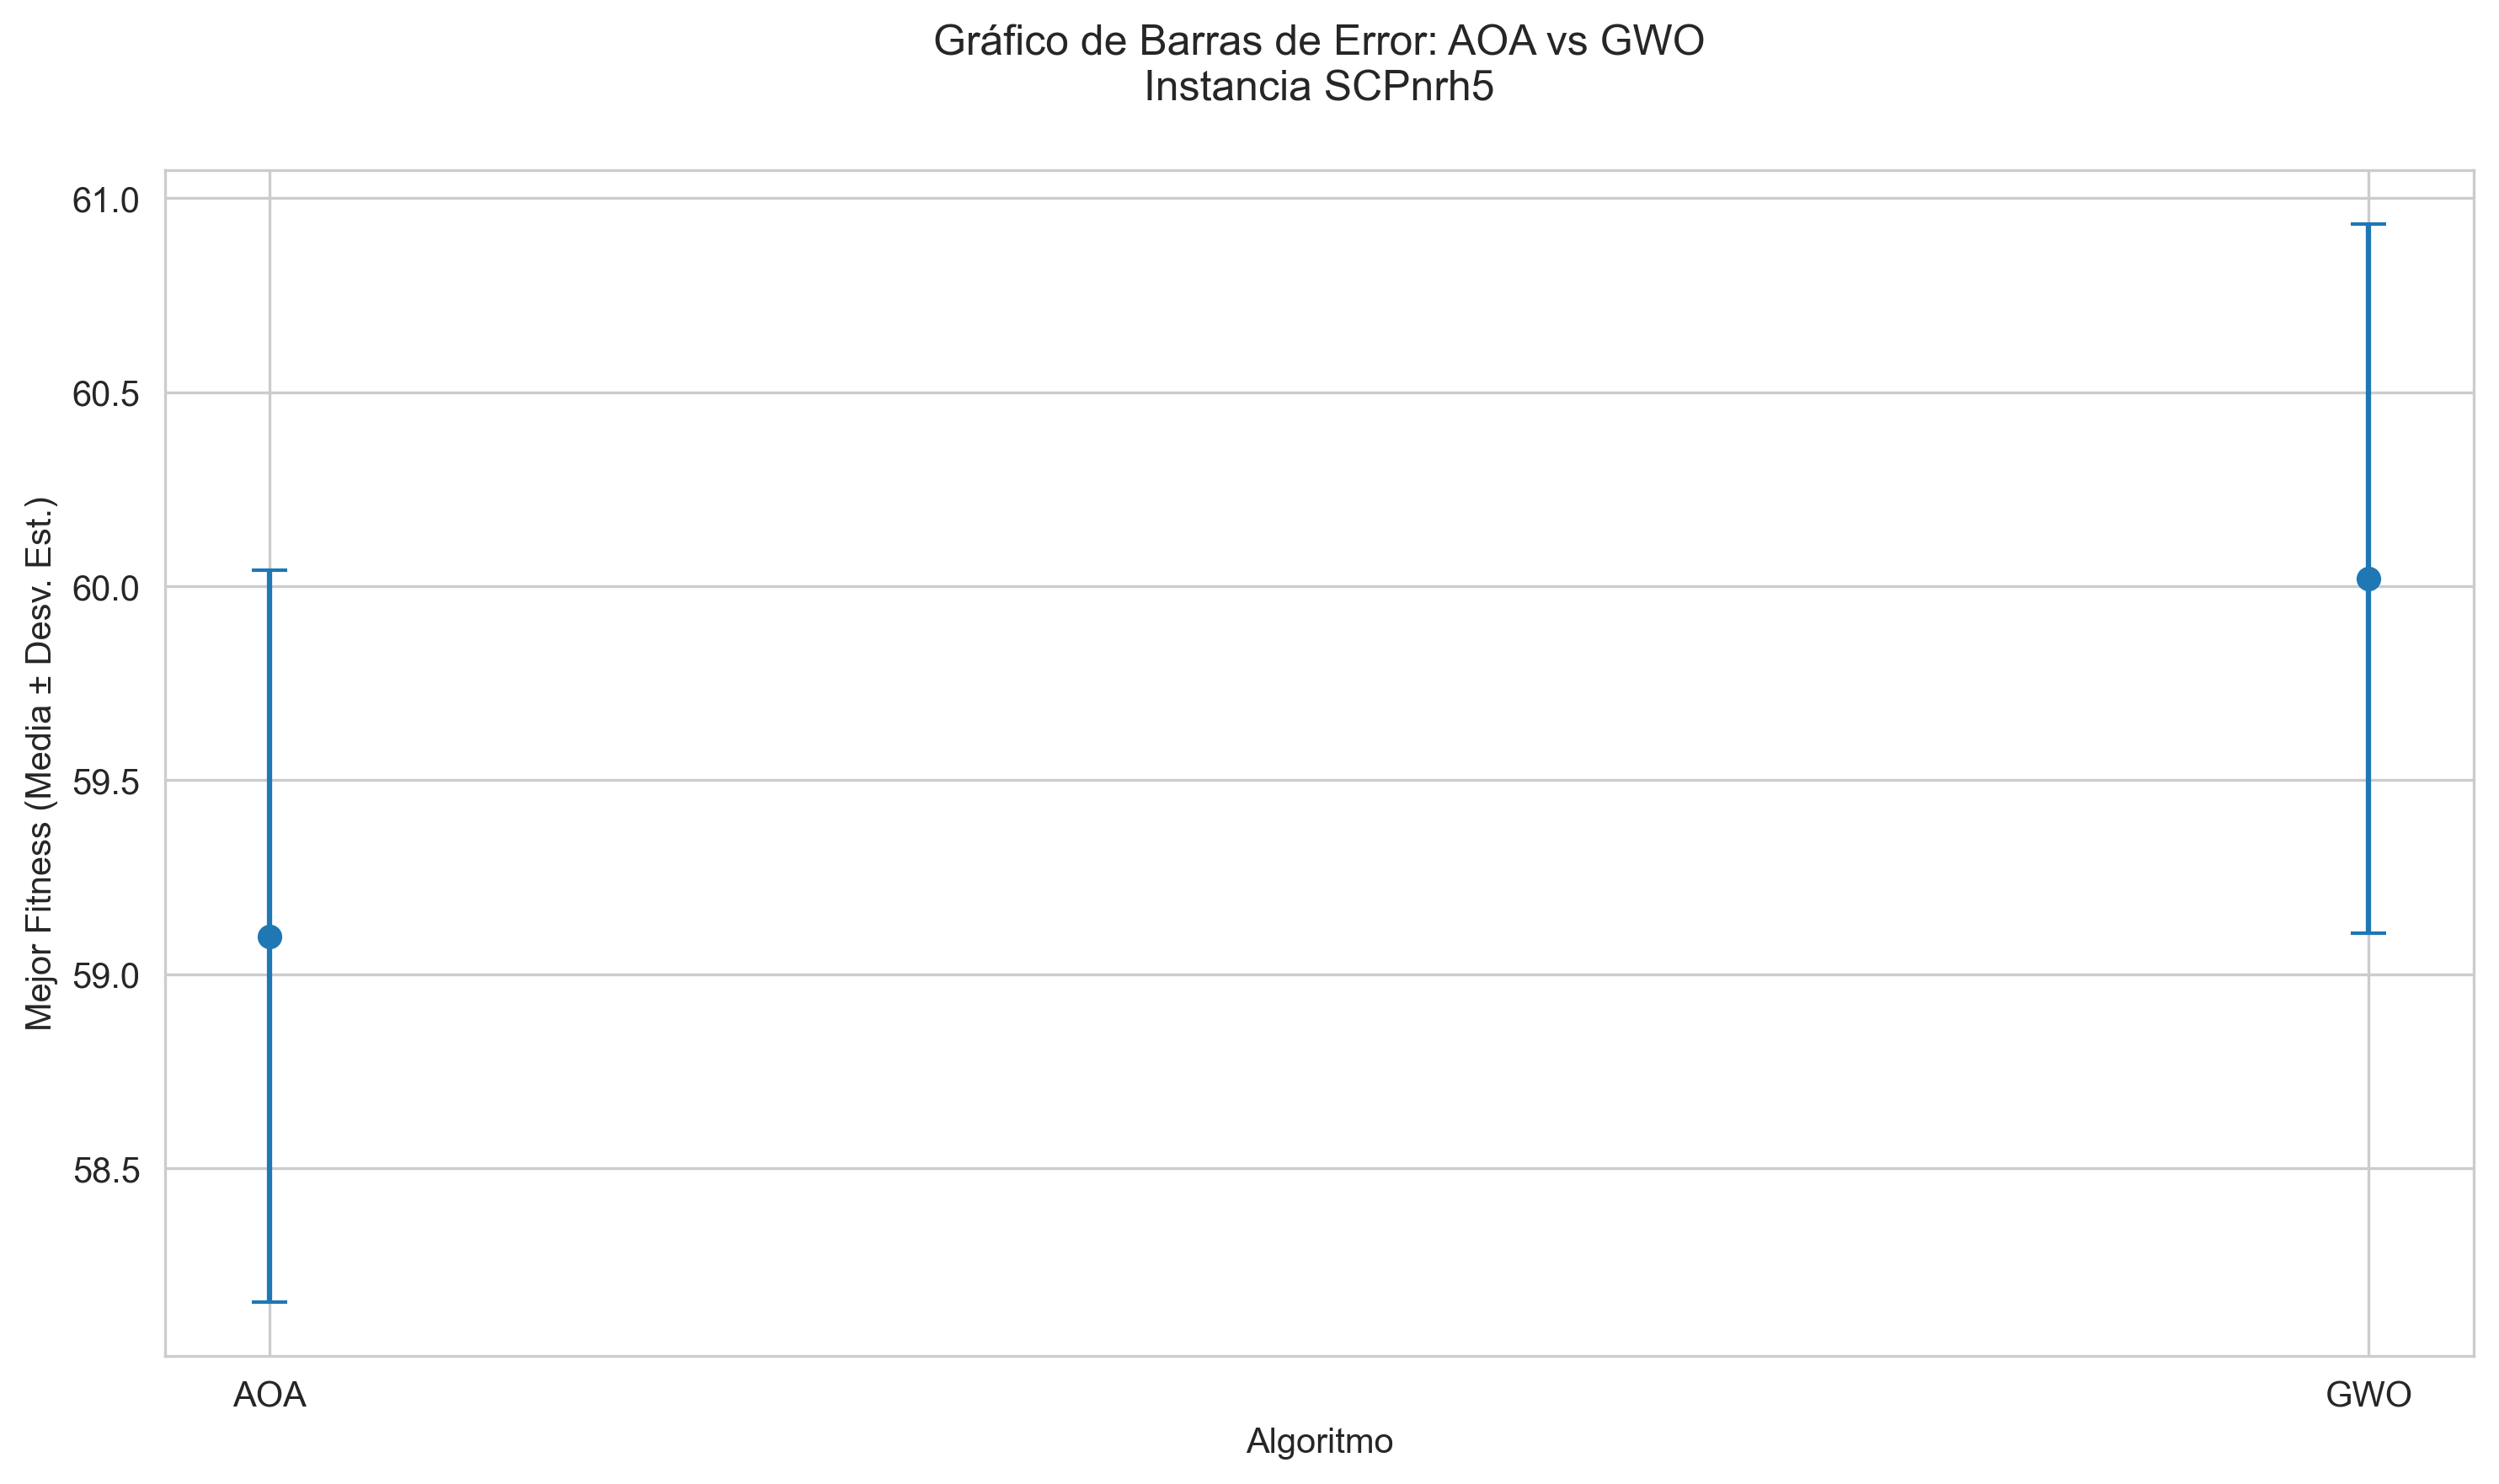 Gráfico de Barras de Error: AOA vs GWO
Instancia SCPnrh5
Mejor Fitness (Media ± Desv. Est.)
61.0
60.5
60.0
59.5
59.0
58.5
AOA
GWO
Algoritmo